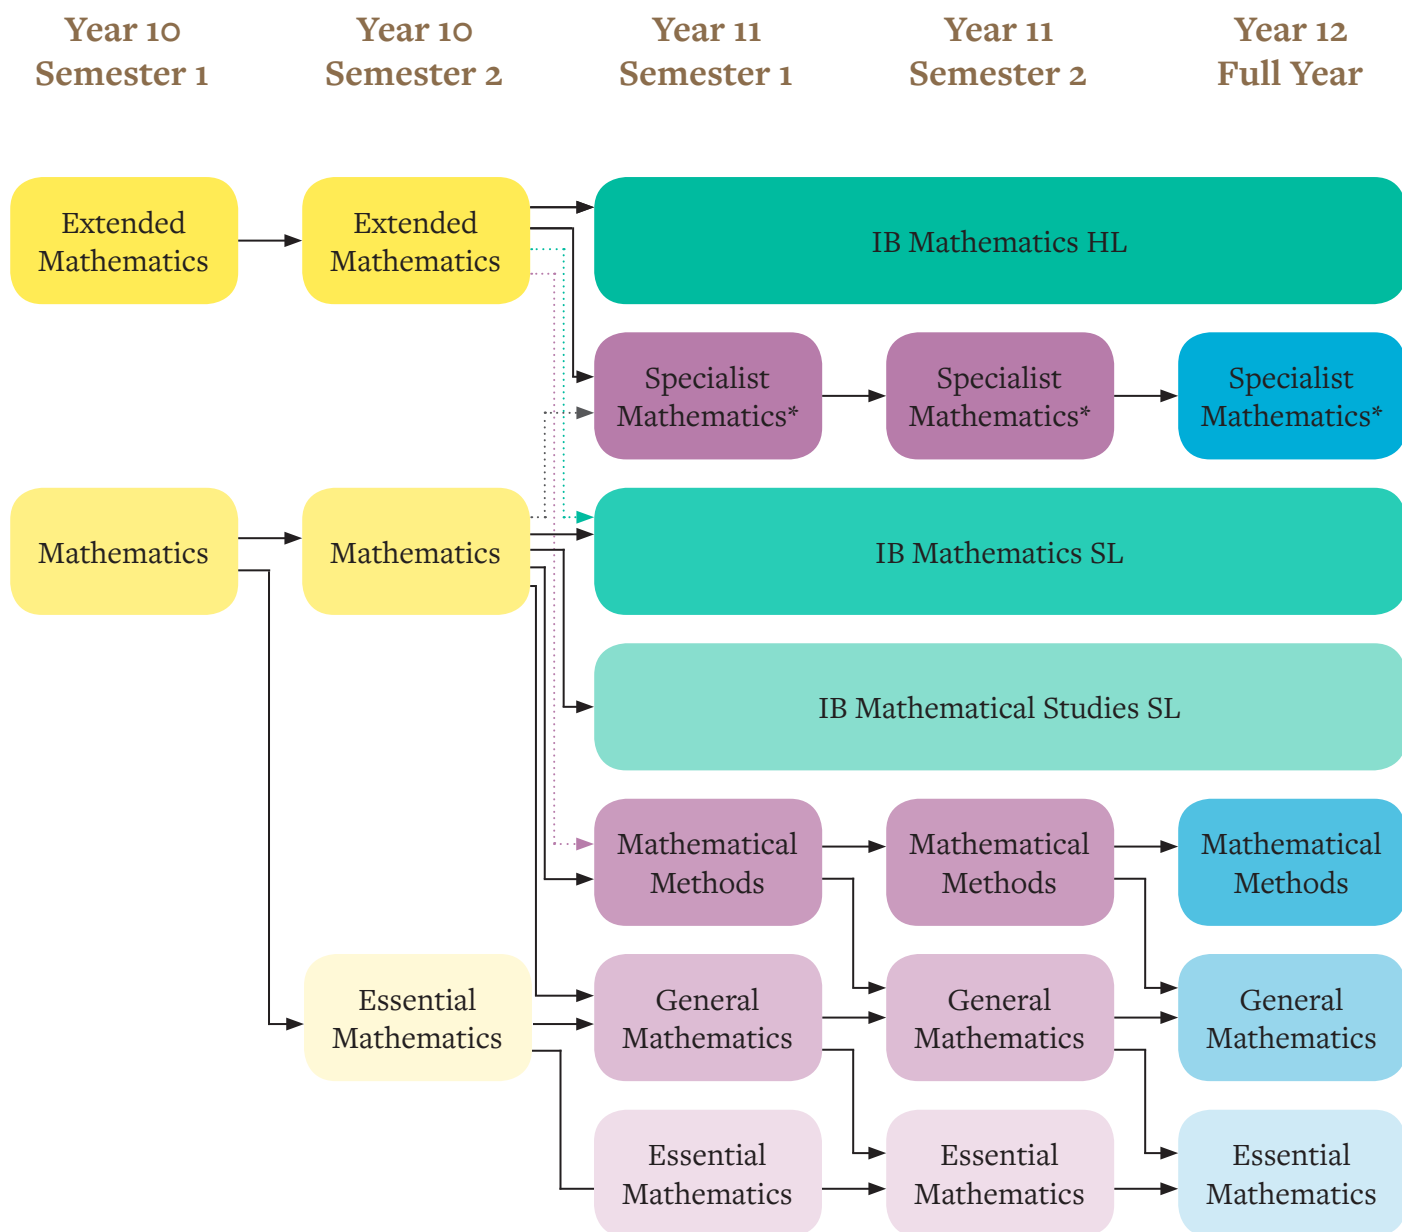 Year 10
Semester 1
Year 10
Semester 2
Year 11
Semester 1
Year 11
Semester 2
Year 12
Full Year
Extended
Mathematics
Extended
Mathematics
IB Mathematics HL
Specialist
Mathematics*
Specialist
Mathematics*
Specialist
Mathematics*
Mathematics
Mathematics
IB Mathematics SL
IB Mathematical Studies SL
Mathematical
Methods
Mathematical
Methods
Mathematical
Methods
Essential
Mathematics
General
Mathematics
General
Mathematics
General
Mathematics
Essential
Mathematics
Essential
Mathematics
Essential
Mathematics